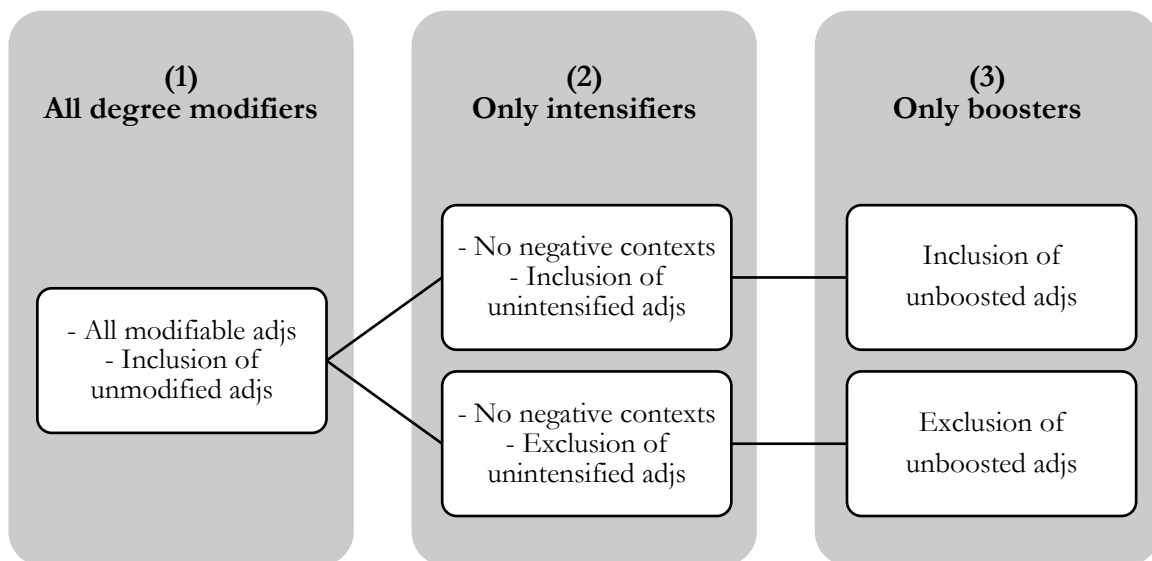 (1)
All degree modifiers
- All modifiable adjs
- Inclusion of
unmodified adjs
(2)
Only intensifiers
- No negative contexts
- Inclusion of
unintensified adjs
- No negative contexts
- Exclusion of
unintensified adjs
(3)
Only boosters
Inclusion of
unboosted adjs
Exclusion of
unboosted adjs